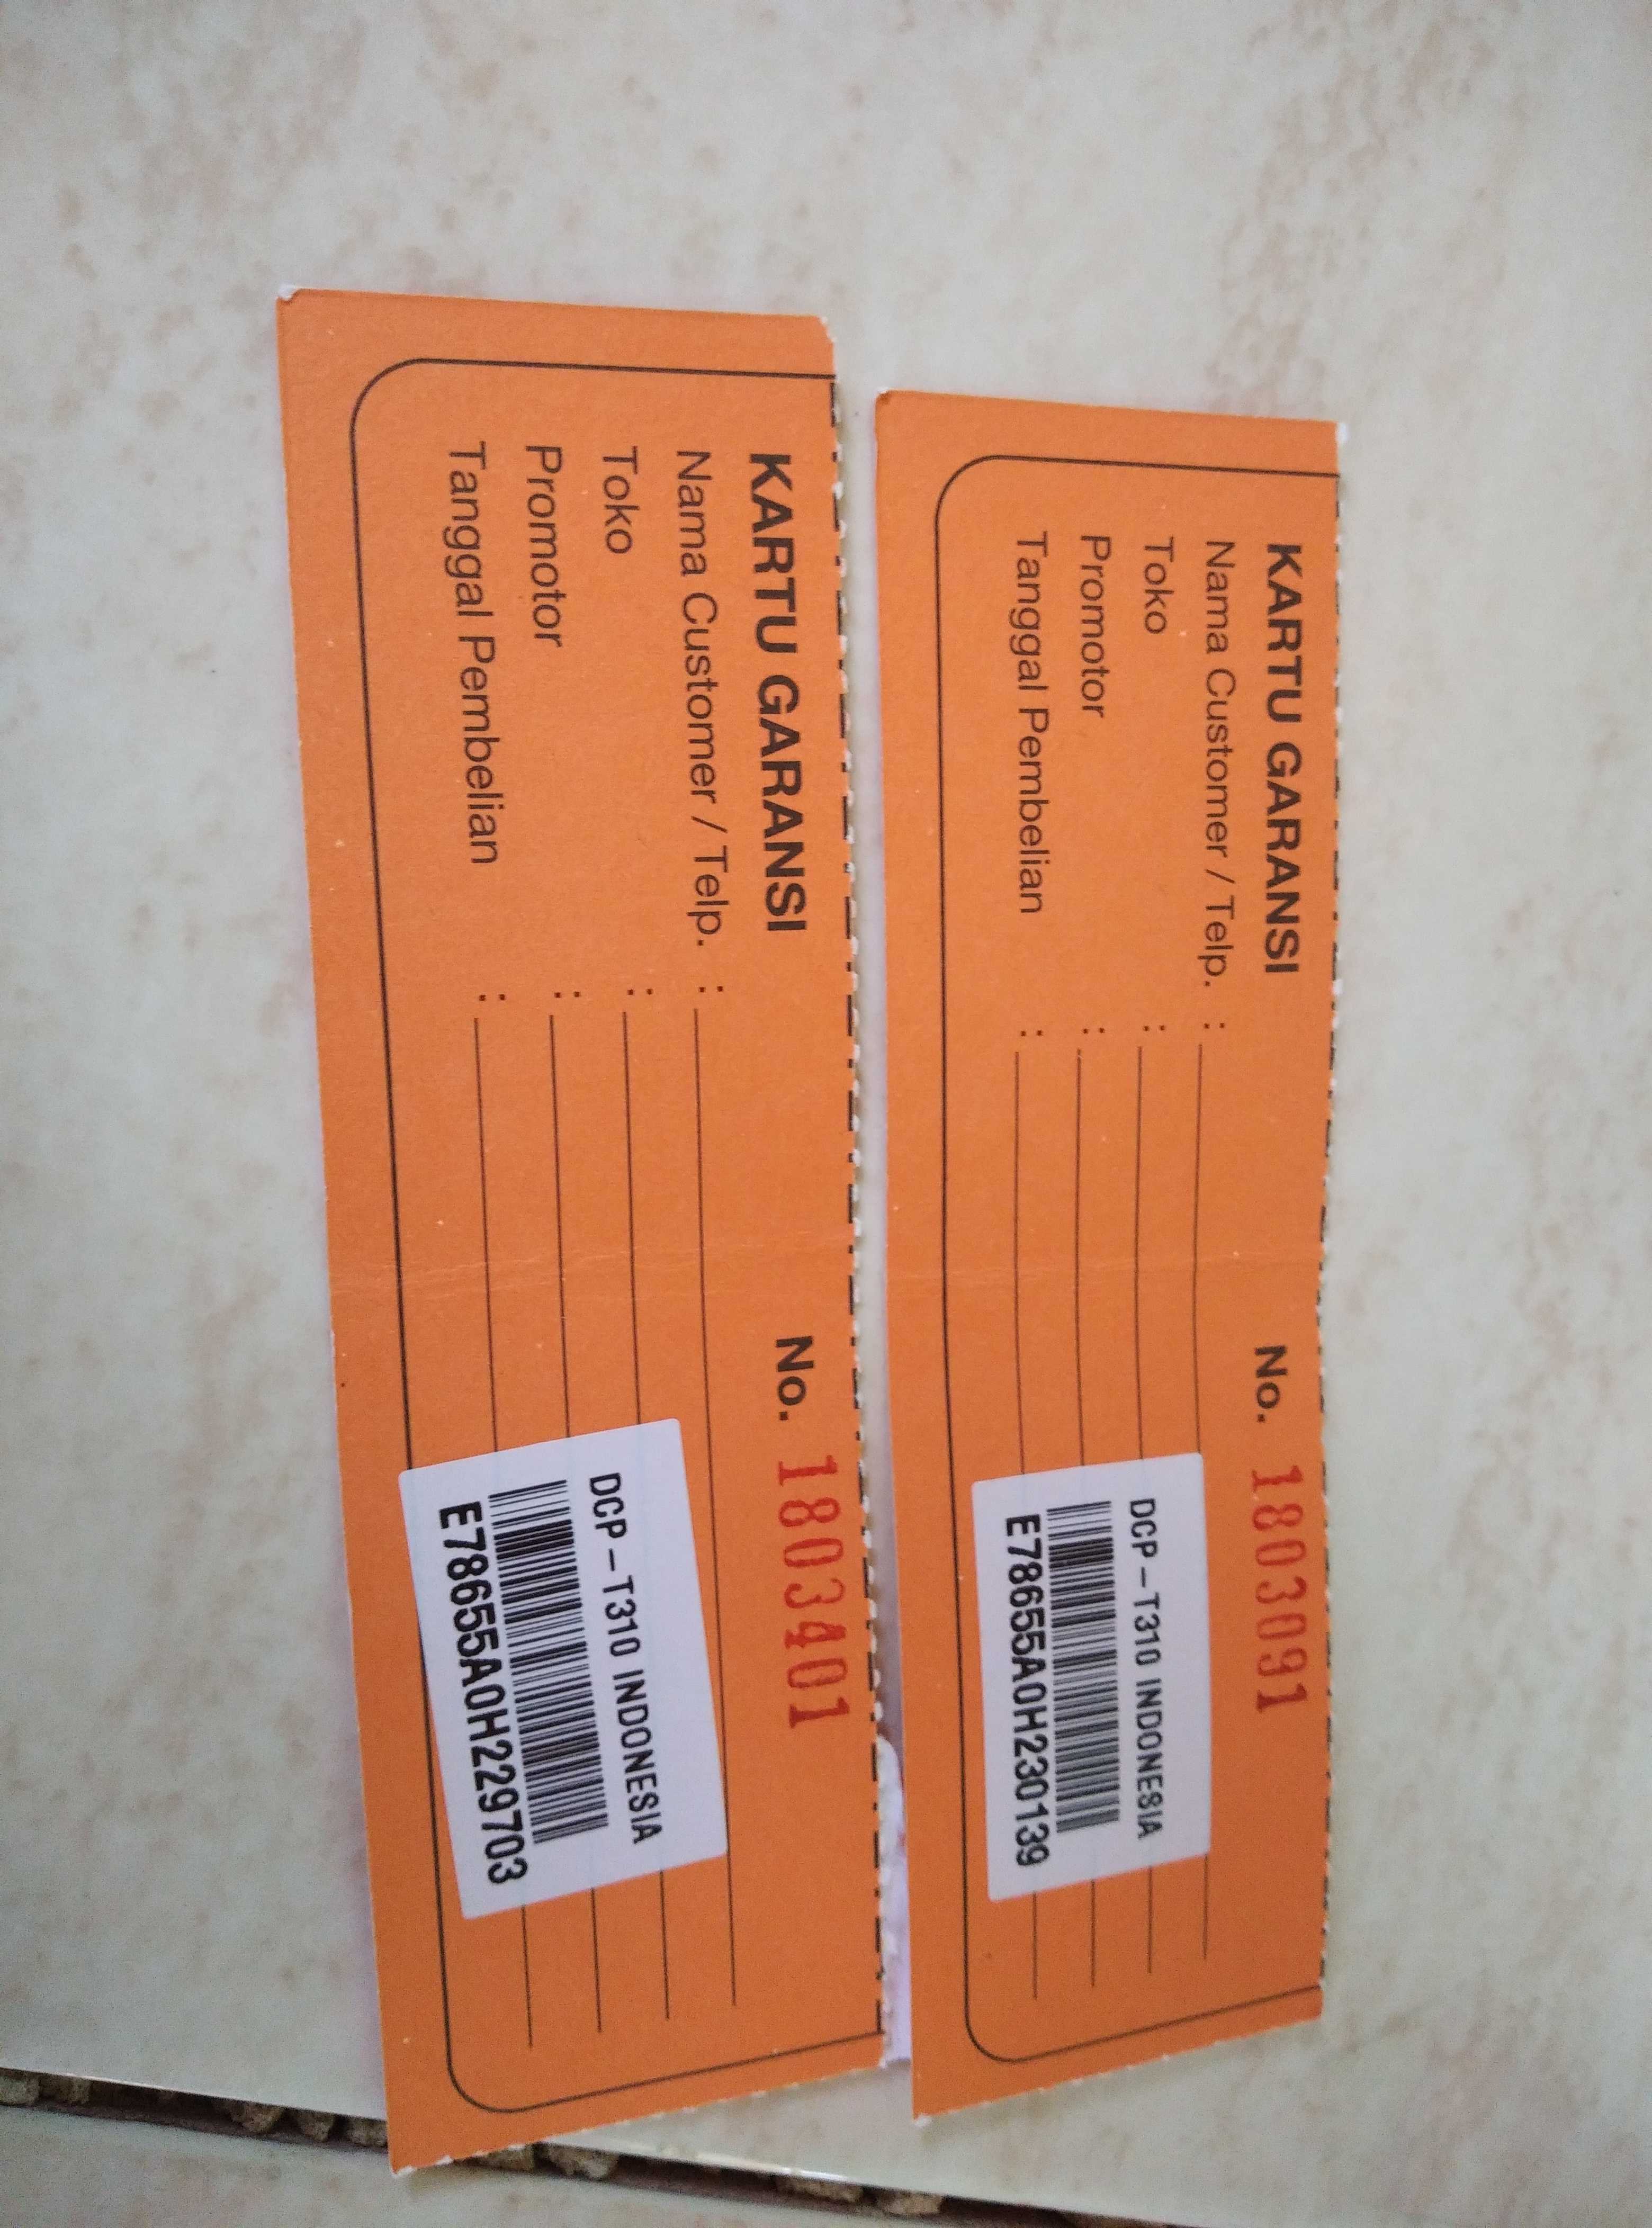 KARTU GARANSI No. 1803091
Nama Customer / Telp. :
Toko :
Promotor :
Tanggal Pembelian :
DCP-T310 INDONESIA
E78655A0H230139
KARTU GARANSI No. 1803401
Nama Customer / Telp. :
Toko :
Promotor :
Tanggal Pembelian :
DCP-T310 INDONESIA
E78655A0H229703